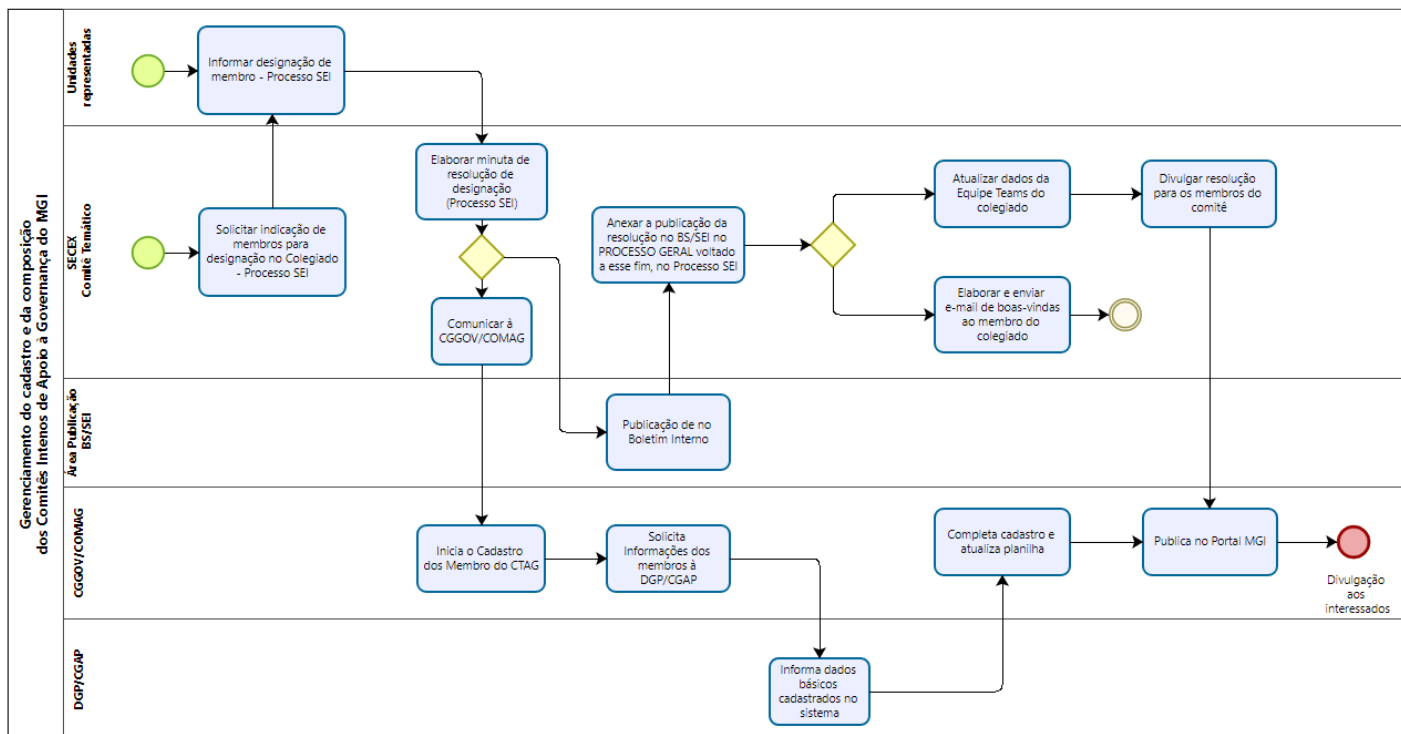 Gerenciamento do cadastro e da composição
dos Comitês Intenos de Apoio à Governança do MGI
Unidades
representadas
Informar designação de
membro - Processo SEI
SECEX
Comitê Temático
Solicitar indicação de
membros para
designação no Colegiado
- Processo SEI
Elaborar minuta de
resolução de
designação
(Processo SEI)
Comunicar à
CGGOV/COMAG
Anexar a publicação da
resolução no BS/SEI no
PROCESSO GERAL voltado
a esse fim, no Processo SEI
Atualizar dados da
Equipe Teams do
colegiado
Divulgar resolução
para os membros do
comitê
Elaborar e enviar
e-mail de boas-vindas
ao membro do
colegiado
Área Publicação
BS/SEI
Publicação de no
Boletim Interno
CGGOV/COMAG
Inicia o Cadastro
dos Membro do CTAG
Solicita
Informações dos
membros à
DGP/CGAP
Completa cadastro e
atualiza planilha
Publica no Portal MGI
Divulgação
aos
interessados
DGP/CGAP
Informa dados
básicos
cadastrados no
sistema